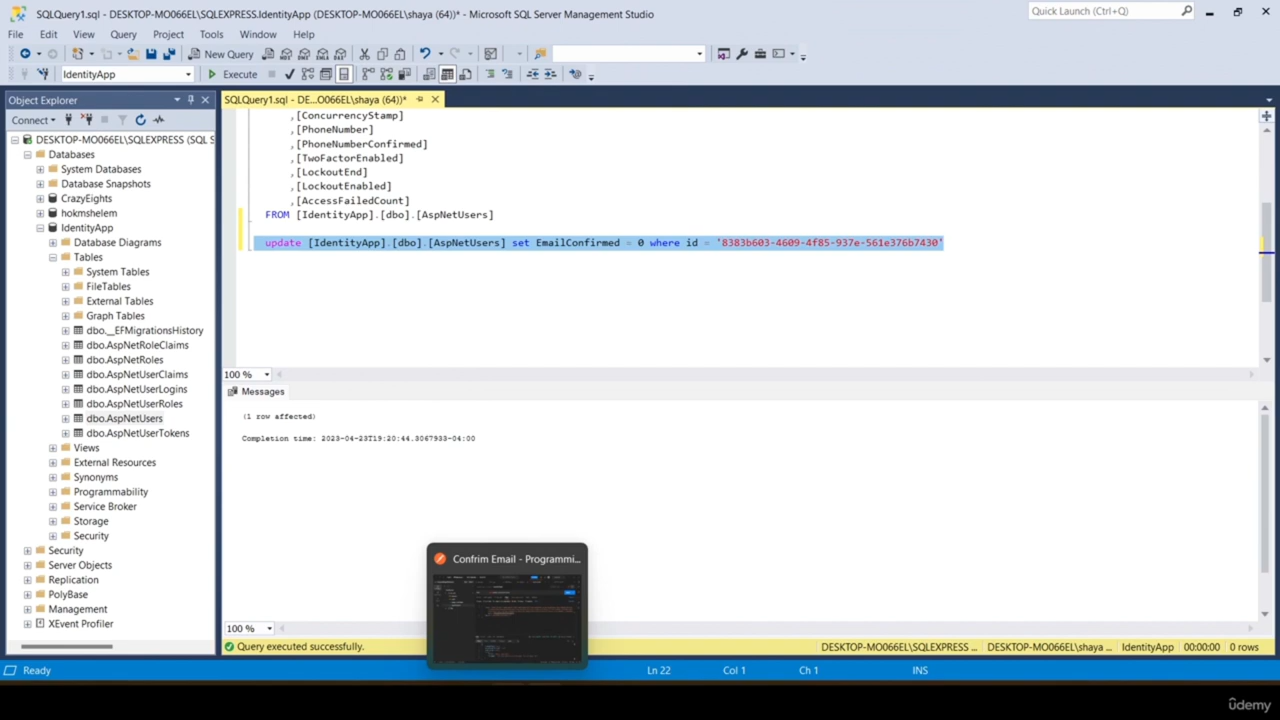 SQLQuery1.sql - DESKTOP-MO066EL\SQLEXPRESS.IdentityApp (DESKTOP-MO066EL\shaya (64))* - Microsoft SQL Server Management Studio
Quick Launch (Ctrl+Q)
File Edit View Query Project Tools Window Help
New Query
IdentityApp
Execute
Object Explorer
SQLQuery1.sql - DE...O066EL\shaya (64))*
Connect
DESKTOP-MO066EL\SQLEXPRESS (SQL S
Databases
System Databases
Database Snapshots
CrazyEights
hokmshelem
IdentityApp
Database Diagrams
Tables
System Tables
FileTables
External Tables
Graph Tables
dbo.__EFMigrationsHistory
dbo.AspNetRoleClaims
dbo.AspNetRoles
dbo.AspNetUserClaims
dbo.AspNetUserLogins
dbo.AspNetUserRoles
dbo.AspNetUsers
dbo.AspNetUserTokens
Views
External Resources
Synonyms
Programmability
Service Broker
Storage
Security
Security
Server Objects
Replication
PolyBase
Management
XEvent Profiler
,[ConcurrencyStamp]
,[PhoneNumber]
,[PhoneNumberConfirmed]
,[TwoFactorEnabled]
,[LockoutEnd]
,[LockoutEnabled]
,[AccessFailedCount]
FROM [IdentityApp].[dbo].[AspNetUsers]
update [IdentityApp].[dbo].[AspNetUsers] set EmailConfirmed = 0 where id = '8383b603-4609-4f85-937e-561e376b7430'
100 %
Messages
(1 row affected)
Completion time: 2023-04-23T19:20:44.3067933-04:00
Confrim Email - Programmi...
100 %
Query executed successfully.
DESKTOP-MO066EL\SQLEXPRESS ... DESKTOP-MO066EL\shaya ... IdentityApp 00:00:00 0 rows
Ready
Ln 22 Col 1 Ch 1 INS
ûdemy